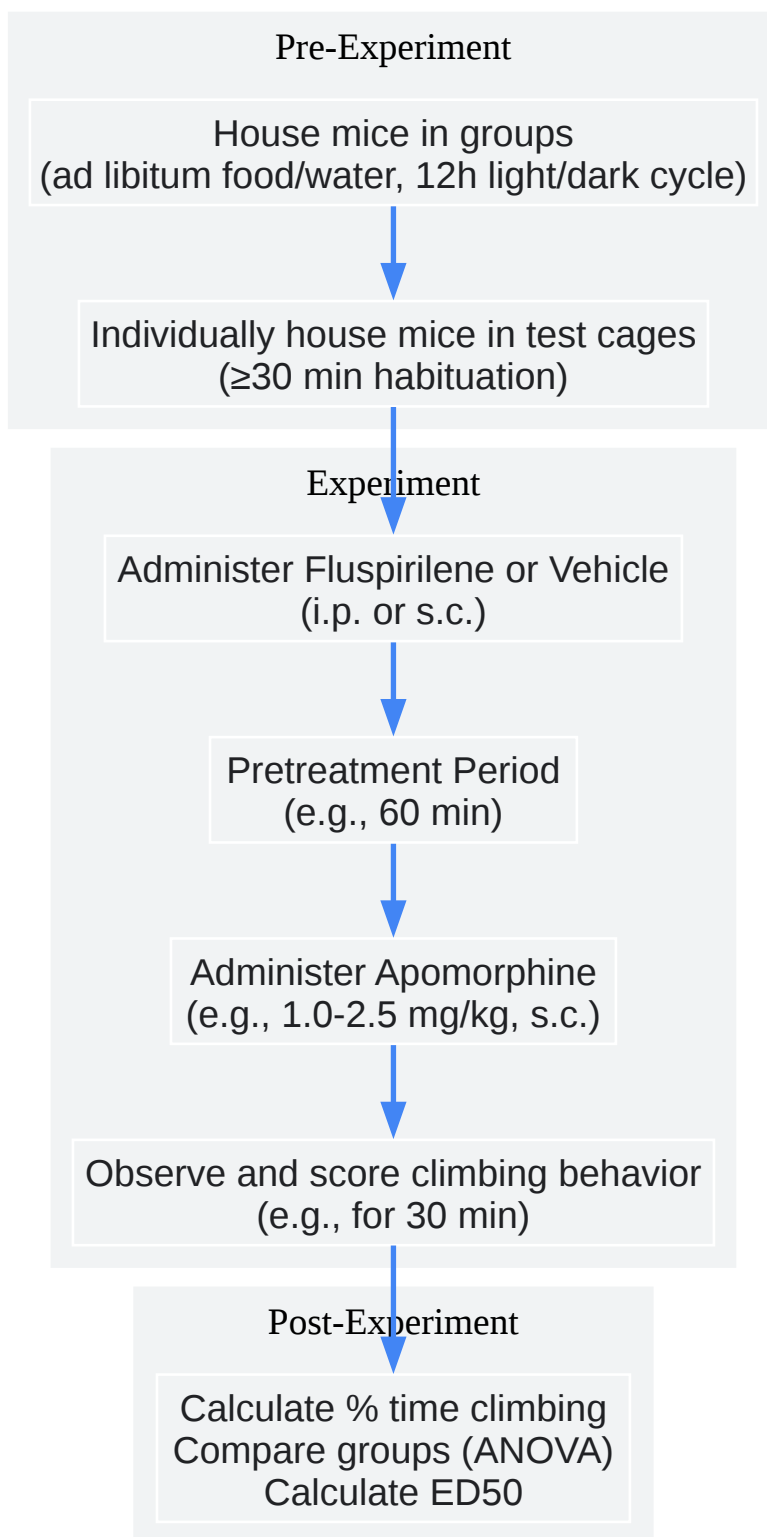 Pre-Experiment
House mice in groups
(ad libitum food/water, 12h light/dark cycle)
Individually house mice in test cages
(≥30 min habituation)
Experiment
Administer Fluspirilene or Vehicle
(i.p. or s.c.)
Pretreatment Period
(e.g., 60 min)
Administer Apomorphine
(e.g., 1.0-2.5 mg/kg, s.c.)
Observe and score climbing behavior
(e.g., for 30 min)
Post-Experiment
Calculate % time climbing
Compare groups (ANOVA)
Calculate ED50